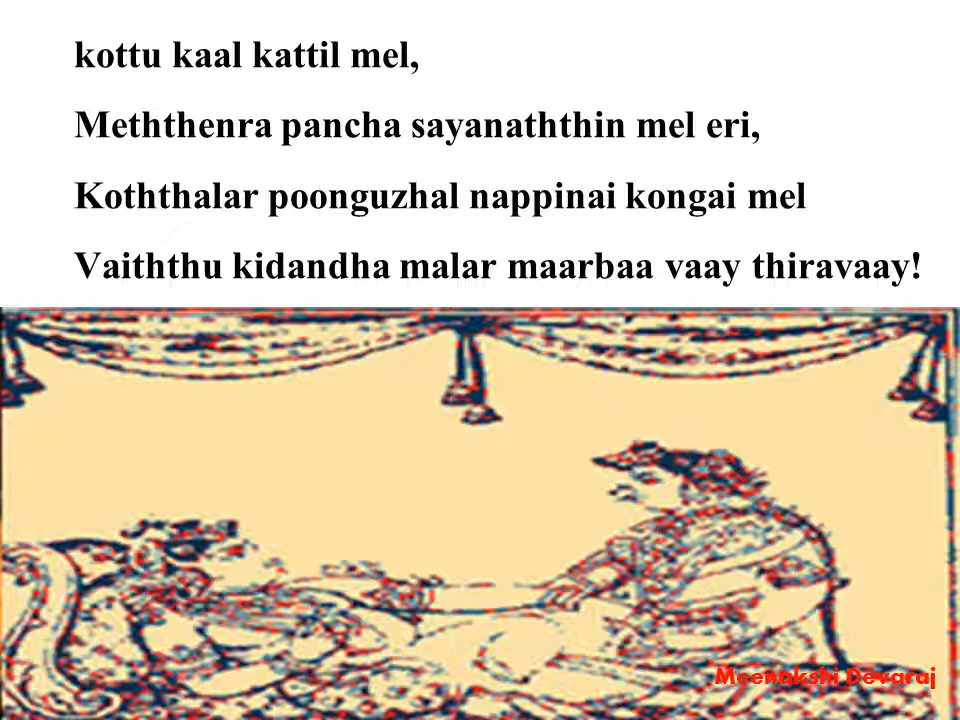 kottu kaal kattil mel,
Meththenra pancha sayanaththin mel eri,
Koththalar poonguzhal nappinai kongai mel
Vaiththu kidandha malar maarbaa vaay thiravaay!
Meenakshi Devaraj